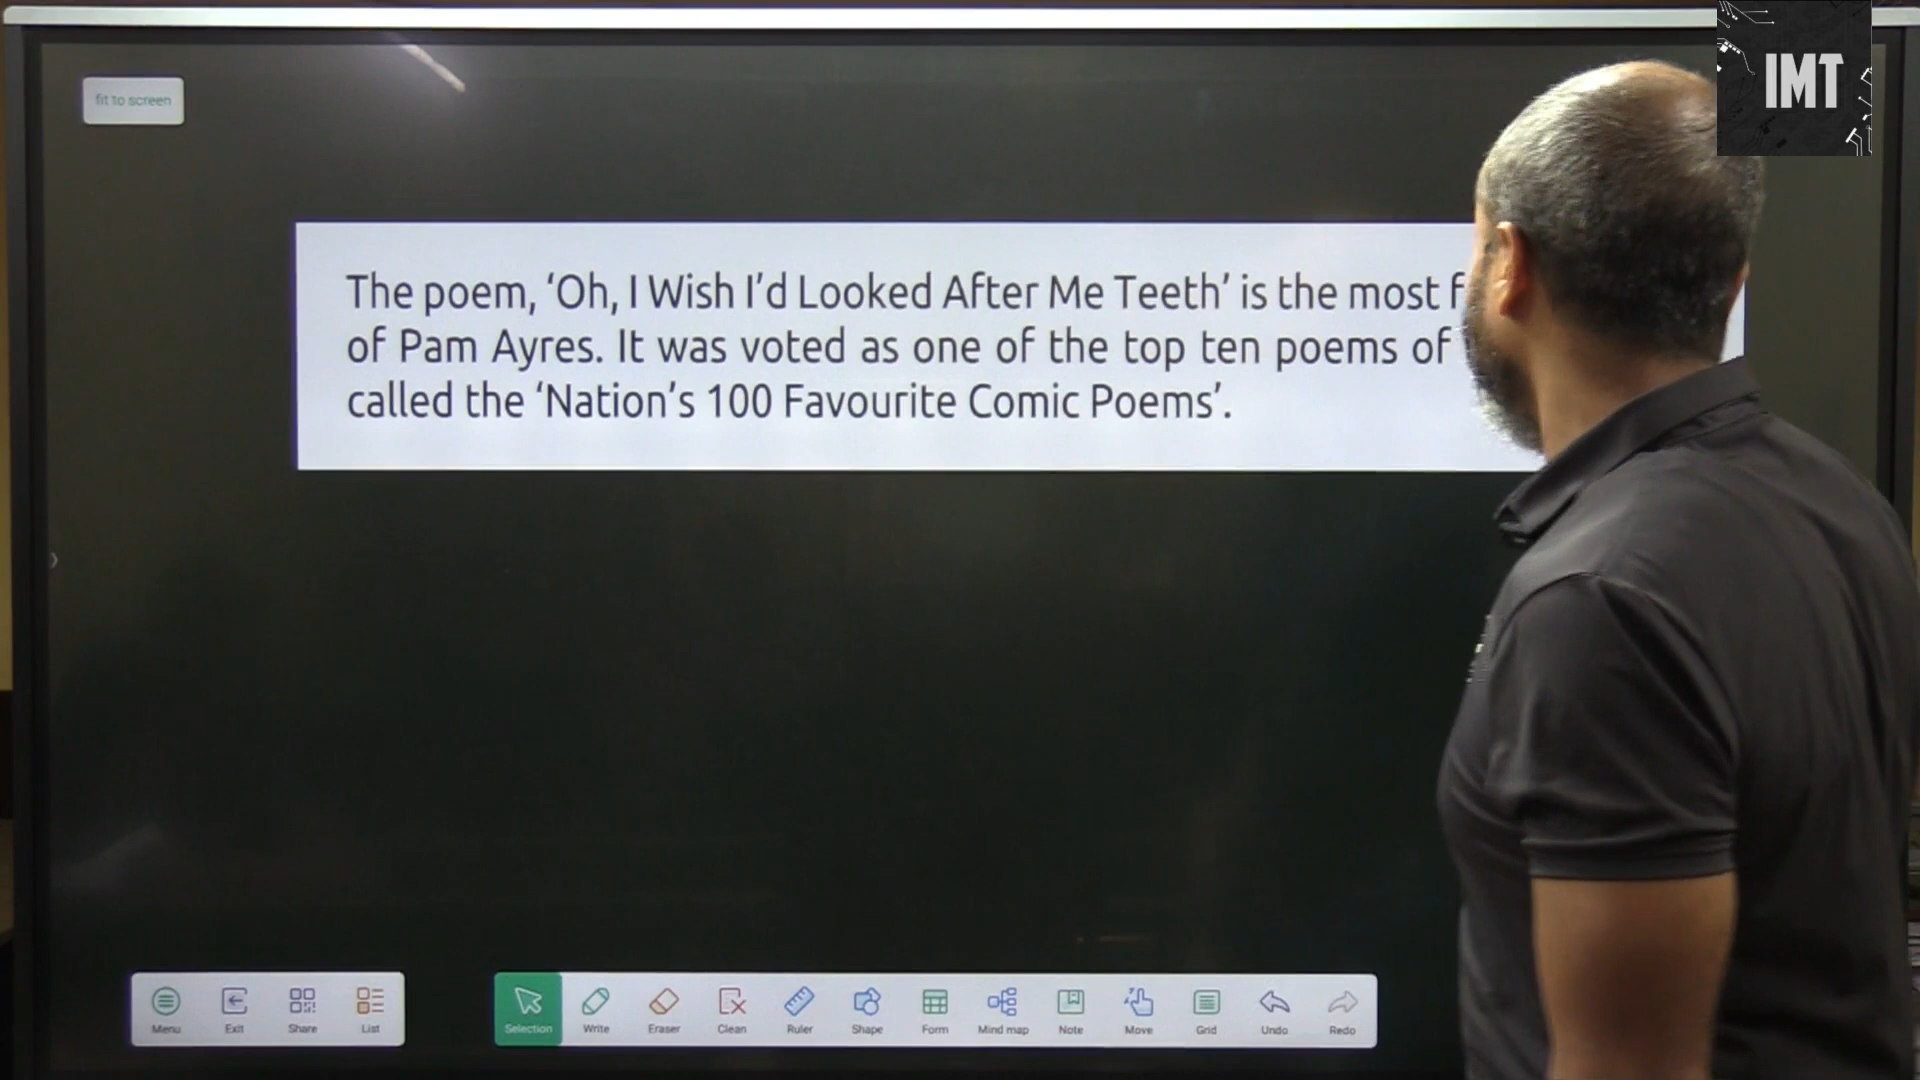 IMT
fit to screen
The poem, ‘Oh, I Wish I’d Looked After Me Teeth’ is the most
of Pam Ayres. It was voted as one of the top ten poems of
called the ‘Nation’s 100 Favourite Comic Poems’.
Menu Exit Share List Selection Write Eraser Clean Ruler Shape Form Mind map Note Move Grid Undo Redo